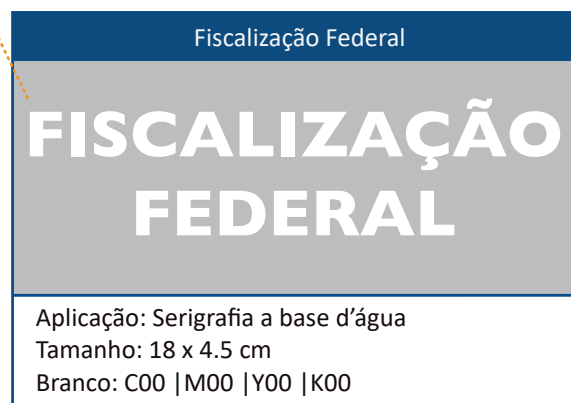 Fiscalização Federal
FISCALIZAÇÃO
FEDERAL
Aplicação: Serigrafia a base d’água
Tamanho: 18 x 4.5 cm
Branco: C00 |M00 |Y00 |K00